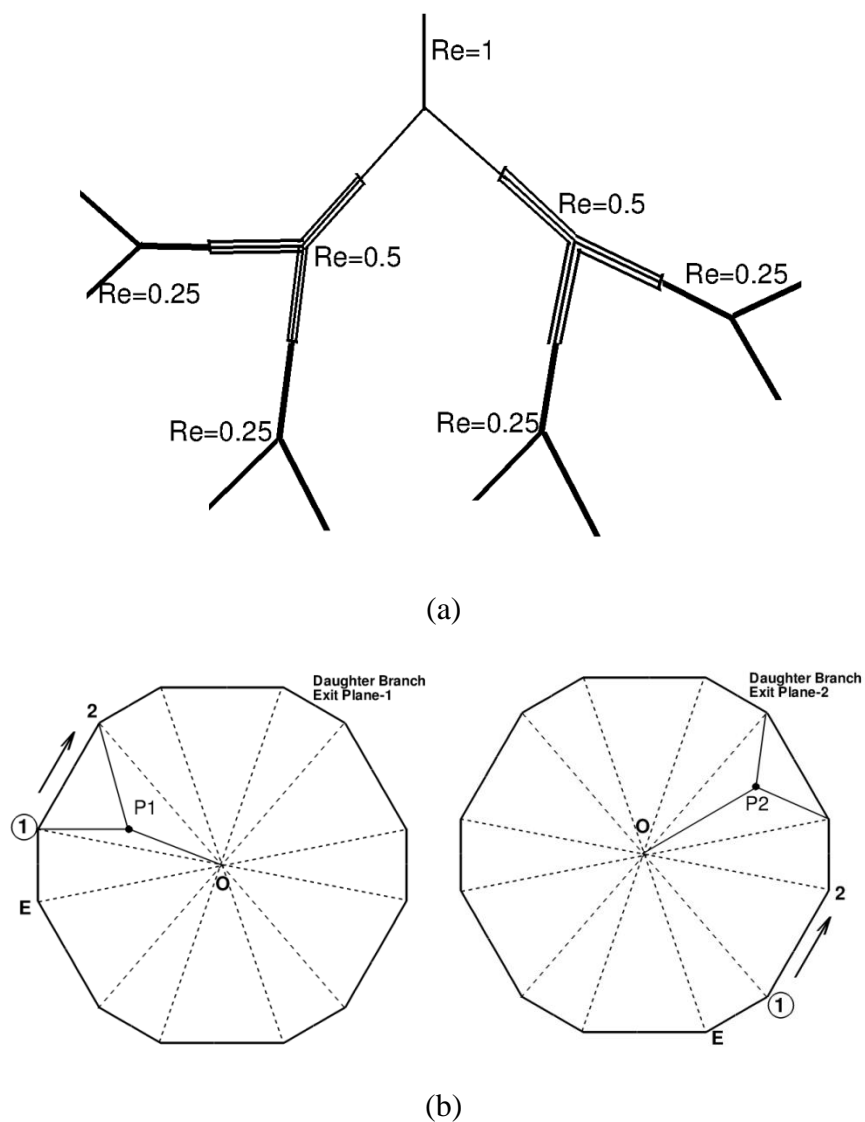 Re=1
Re=0.5
Re=0.5
Re=0.25
Re=0.25
Re=0.25
Re=0.25
(a)
Daughter Branch
Exit Plane-1
2
P1
1
O
E
Daughter Branch
Exit Plane-2
P2
O
2
1
E
(b)